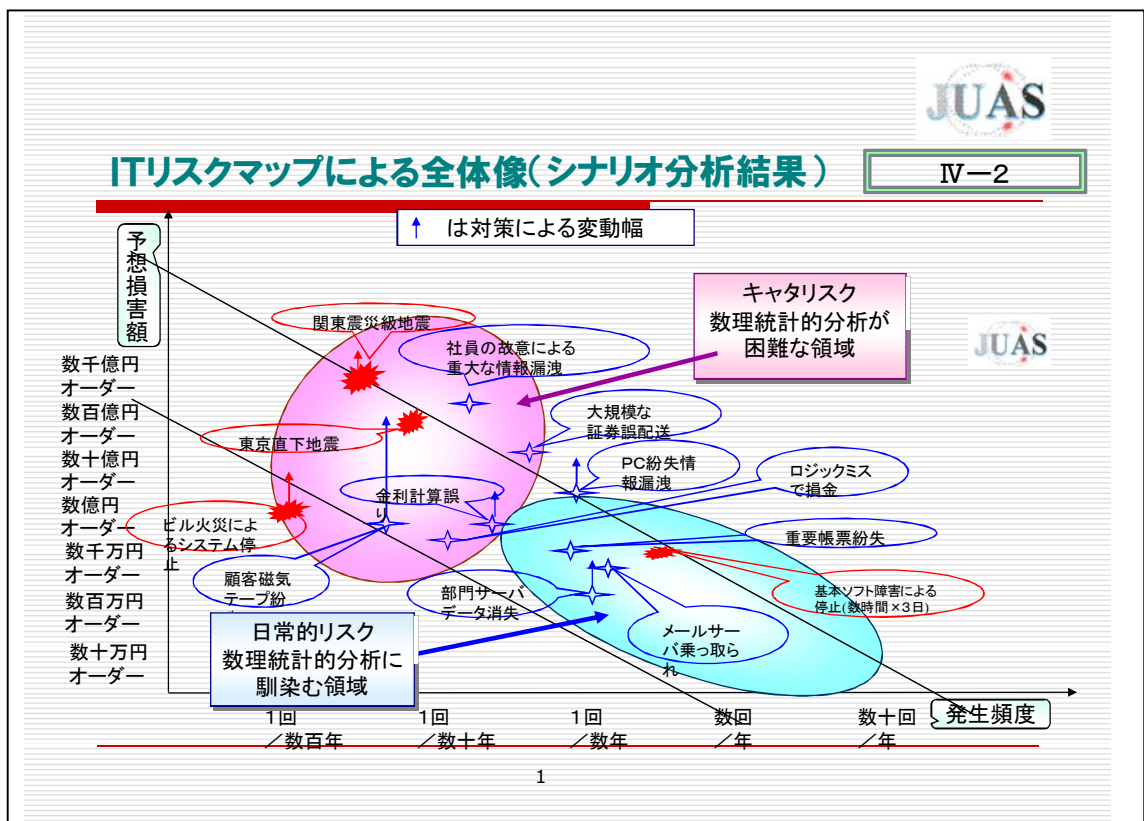 JUAS
ITリスクマップによる全体像(シナリオ分析結果)
Ⅳ－2
↑ は対策による変動幅
予想損害額
キャタリスク
数理統計的分析が
困難な領域
JUAS
関東震災級地震
社員の故意による
重大な情報漏洩
数千億円
オーダー
数百億円
オーダー
数十億円
オーダー
数億円
オーダー
数千万円
オーダー
数百万円
オーダー
数十万円
オーダー
大規模な
証券誤配送
東京直下地震
PC紛失情
報漏洩
ロジックミス
で損金
金利計算誤
り
ビル火災によ
るシステム停
止
重要帳票紛失
顧客磁気
テープ紛
部門サーバ
データ消失
基本ソフト障害による
停止(数時間×3日)
メールサー
バ乗っ取ら
れ
日常的リスク
数理統計的分析に
馴染む領域
1回
／数百年
1回
／数十年
1回
／数年
数回
／年
数十回
／年
発生頻度
1